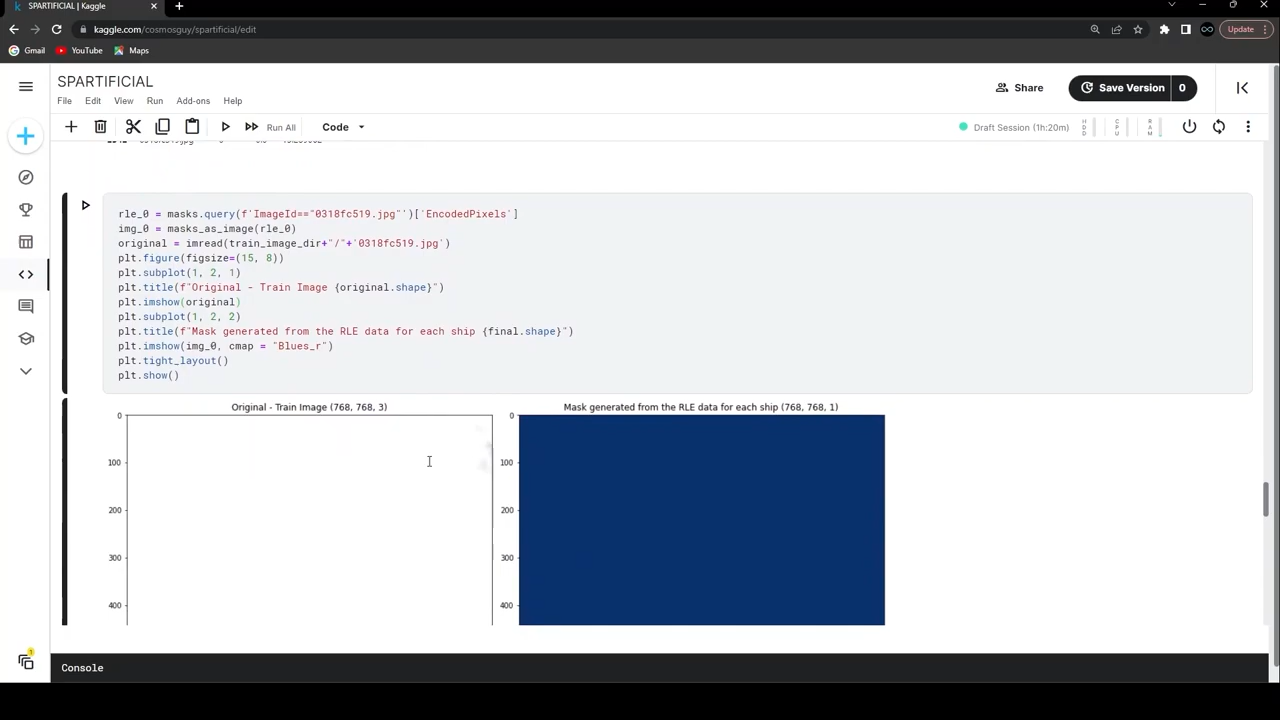 SPARTIFICIAL | Kaggle
kaggle.com/cosmosguy/spartificial/edit
Update
Gmail YouTube Maps
SPARTIFICIAL
File Edit View Run Add-ons Help
Share
Save Version 0
Run All Code
Draft Session (1h:20m)
HDD CPU RAM
rle_0 = masks.query(f'ImageId=="0318fc519.jpg"')['EncodedPixels']
img_0 = masks_as_image(rle_0)
original = imread(train_image_dir+"/"+'0318fc519.jpg')
plt.figure(figsize=(15, 8))
plt.subplot(1, 2, 1)
plt.title(f"Original - Train Image {original.shape}")
plt.imshow(original)
plt.subplot(1, 2, 2)
plt.title(f"Mask generated from the RLE data for each ship {final.shape}")
plt.imshow(img_0, cmap = "Blues_r")
plt.tight_layout()
plt.show()
Original - Train Image (768, 768, 3)
Mask generated from the RLE data for each ship (768, 768, 1)
0 0
100 100
200 200
300 300
400 400
1
Console